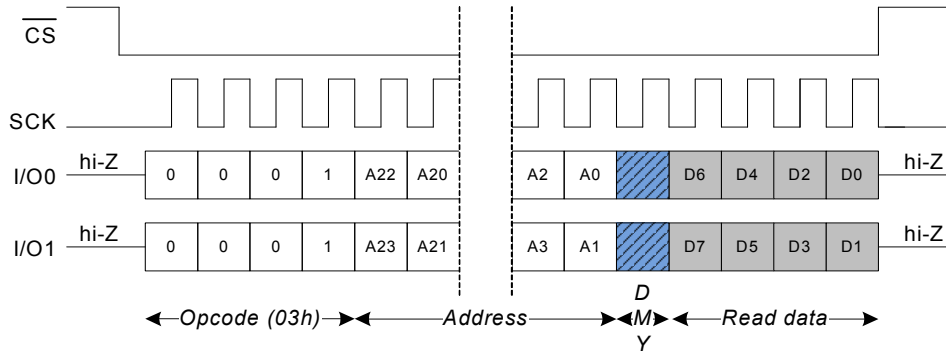 CS
SCK
hi-Z hi-Z
I/O0 0 0 0 1 A22 A20 A2 A0 D6 D4 D2 D0
hi-Z hi-Z
I/O1 0 0 0 1 A23 A21 A3 A1 D7 D5 D3 D1
D
Opcode (03h) Address M Read data
Y